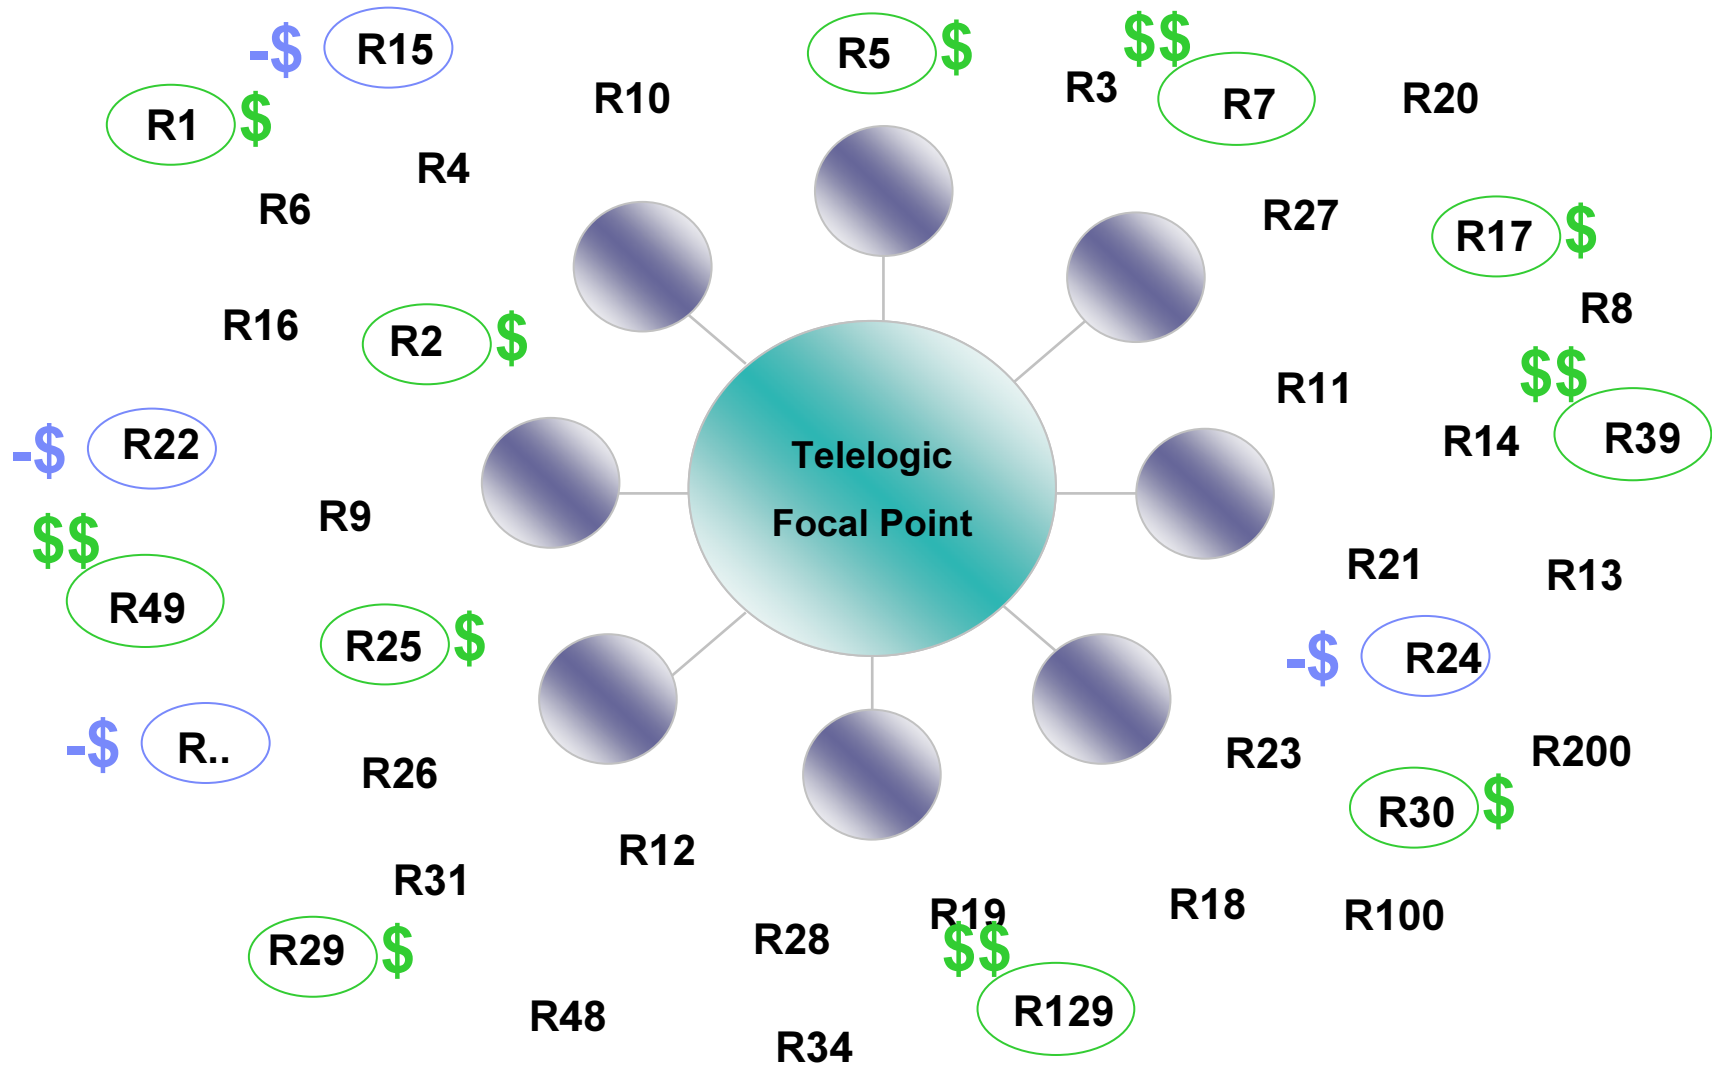 -$ R15
R5 $
$$
R3
R7
R20
R10
R1 $
R4
R6
R27
R17 $
R8
R16
R2 $
$$
R11
R14
R39
-$ R22
Telelogic
Focal Point
R9
$$
R49
R21
R13
R25 $
-$ R24
-$ R..
R26
R23
R200
R30 $
R12
R31
R18
R100
R19
$$
R28
R29 $
R129
R48
R34